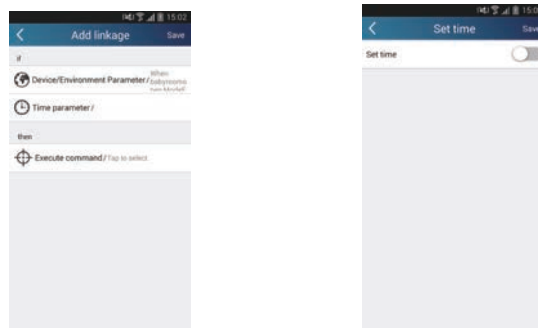 15:02
Add linkage
Save
if
Device/Environment Parameter/When
Time parameter/
then
Execute command/Tap to select
15:0
Set time
Save
Set time